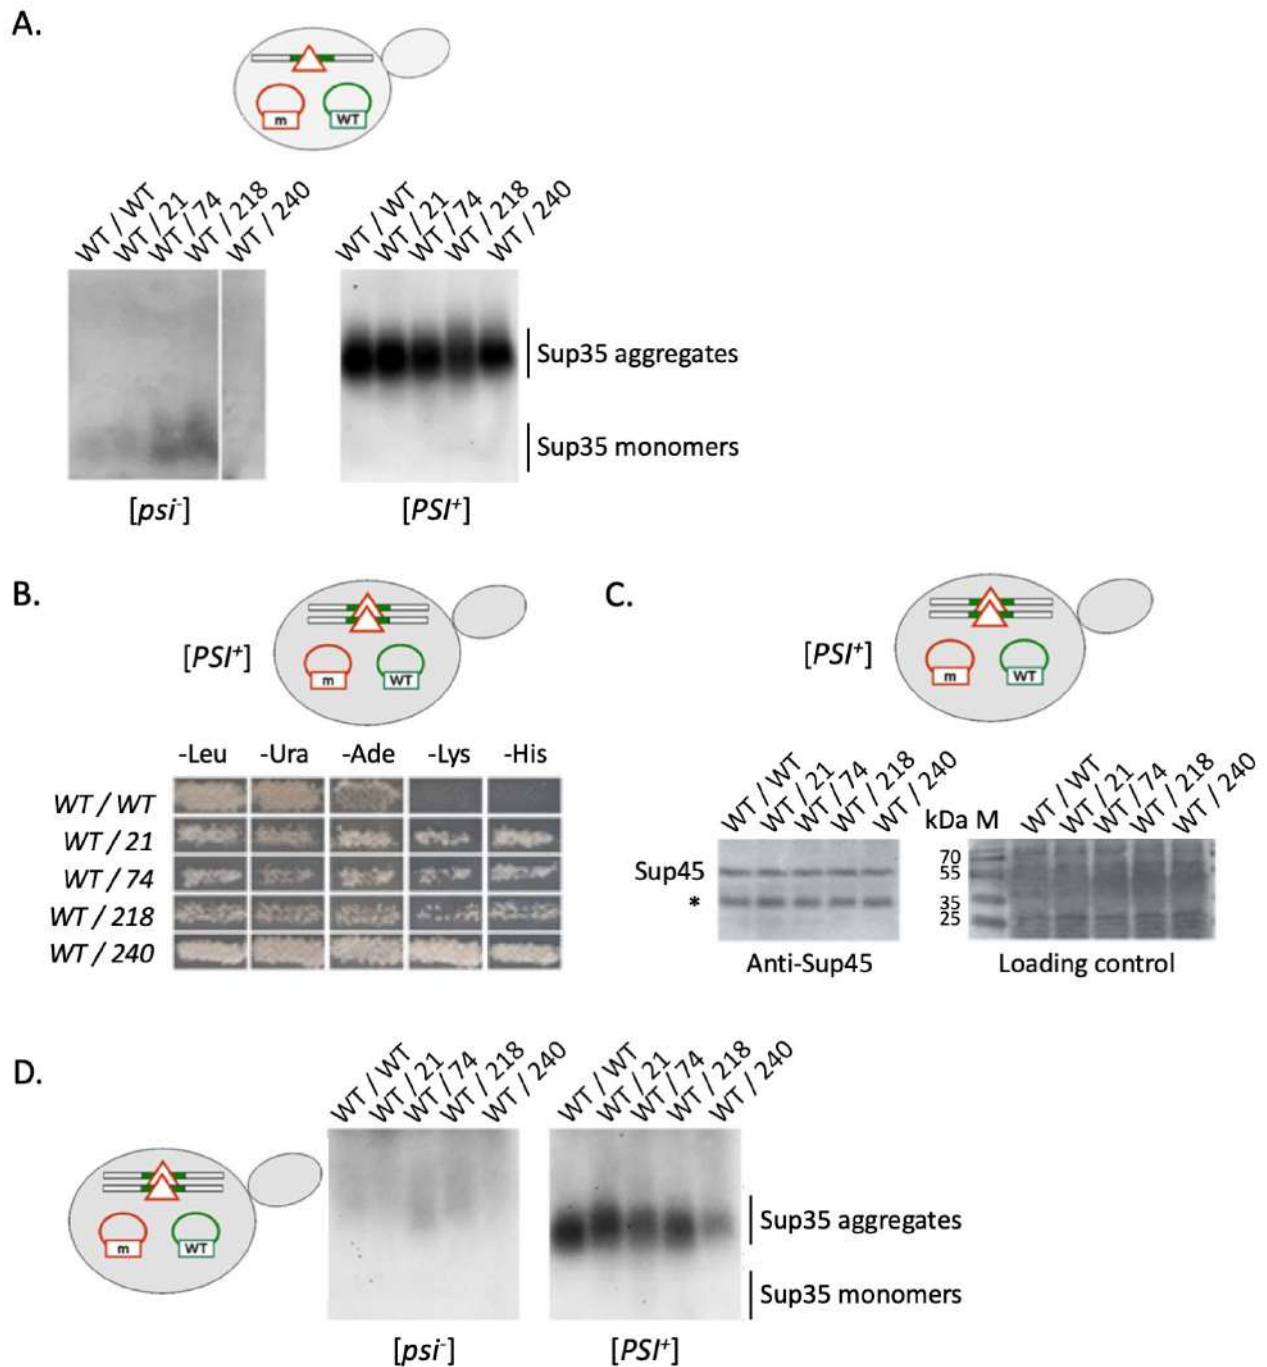 A.
m
WT
WT / WT
WT / 21
WT / 74
WT / 218
WT / 240
WT / WT
WT / 21
WT / 74
WT / 218
WT / 240
Sup35 aggregates
Sup35 monomers
[psi⁻]
[PSI⁺]
B.
[PSI⁺]
m
WT
-Leu
-Ura
-Ade
-Lys
-His
WT / WT
WT / 21
WT / 74
WT / 218
WT / 240
C.
[PSI⁺]
m
WT
WT / WT
WT / 21
WT / 74
WT / 218
WT / 240
kDa M
WT / WT
WT / 21
WT / 74
WT / 218
WT / 240
Sup45
*
70
55
35
25
Anti-Sup45
Loading control
D.
m
WT
WT / WT
WT / 21
WT / 74
WT / 218
WT / 240
WT / WT
WT / 21
WT / 74
WT / 218
WT / 240
Sup35 aggregates
Sup35 monomers
[psi⁻]
[PSI⁺]